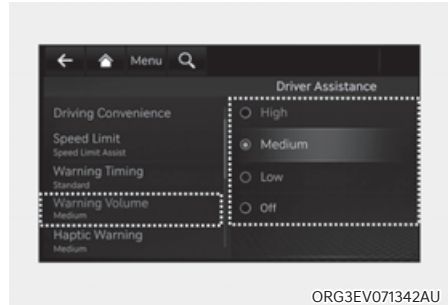 Menu
Driver Assistance
Driving Convenience
Speed Limit
Speed Limit Assist
Warning Timing
Standard
Warning Volume
Medium
Haptic Warning
Medium
High
Medium
Low
Off
ORG3EV071342AU